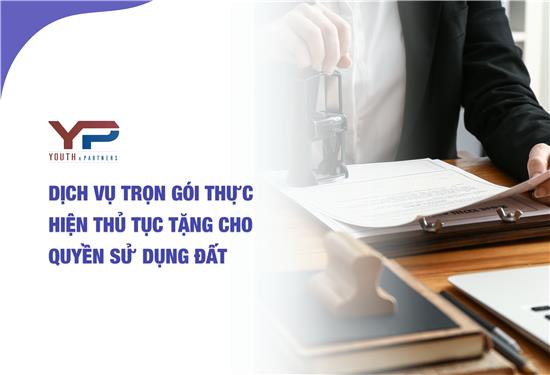 YP
YOUTH & PARTNERS
DỊCH VỤ TRỌN GÓI THỰC
HIỆN THỦ TỤC TẶNG CHO
QUYỀN SỬ DỤNG ĐẤT